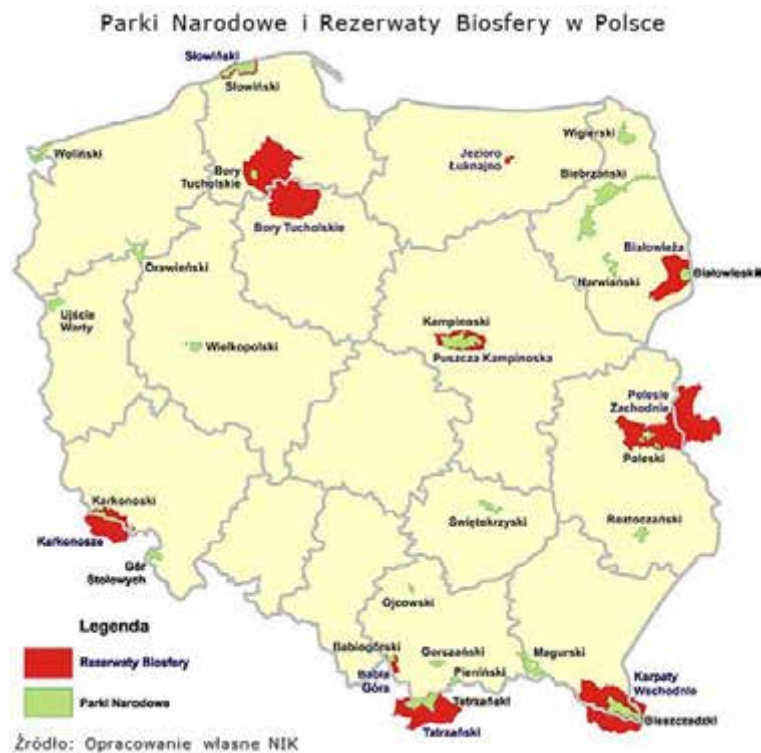 Parki Narodowe i Rezerwaty Biosfery w Polsce
Słowiński
Słowiński
Woliński
Wigierski
Jezioro
Łuknajno
Bory
Tucholskie
Biebrzański
Bory Tucholskie
Białowieża
Drawieński
Narwiański
Białowieski
Ujście
Warty
Kampinoski
Wielkopolski
Puszcza Kampinoska
Polesie
Zachodnie
Poleski
Karkonoski
Świętokrzyski
Roztoczański
Karkonosze
Gór
Stołowych
Ojcowski
Legenda
Babiogórski
Gorczański
Magurski
Rezerwaty Biosfery
Babia
Góra
Pieniński
Karpaty
Wschodnie
Parki Narodowe
Tatrzański
Bieszczadzki
Tatrzański
Źródło: Opracowanie własne NIK